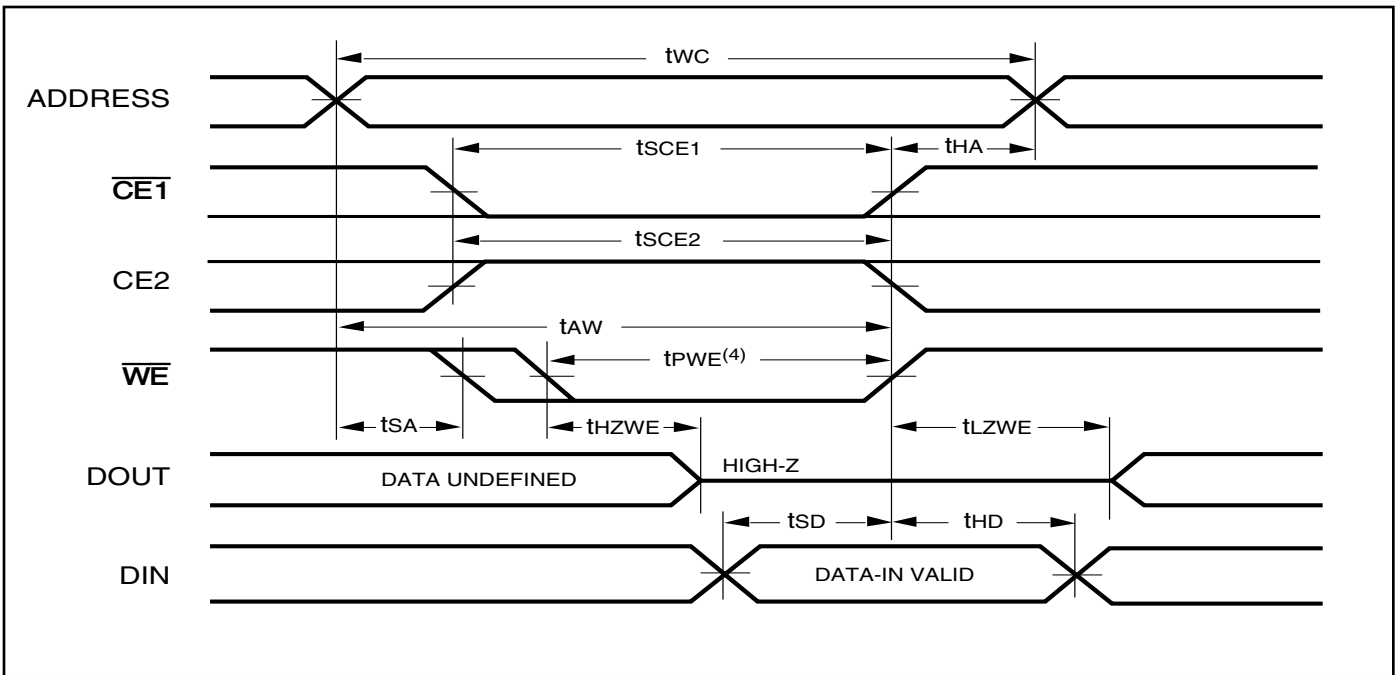 tWC
ADDRESS
tSCE1
tHA
CE1
tSCE2
CE2
tAW
WE
tPWE(4)
tSA
tHZWE
tLZWE
DOUT
DATA UNDEFINED
HIGH-Z
tSD
tHD
DIN
DATA-IN VALID